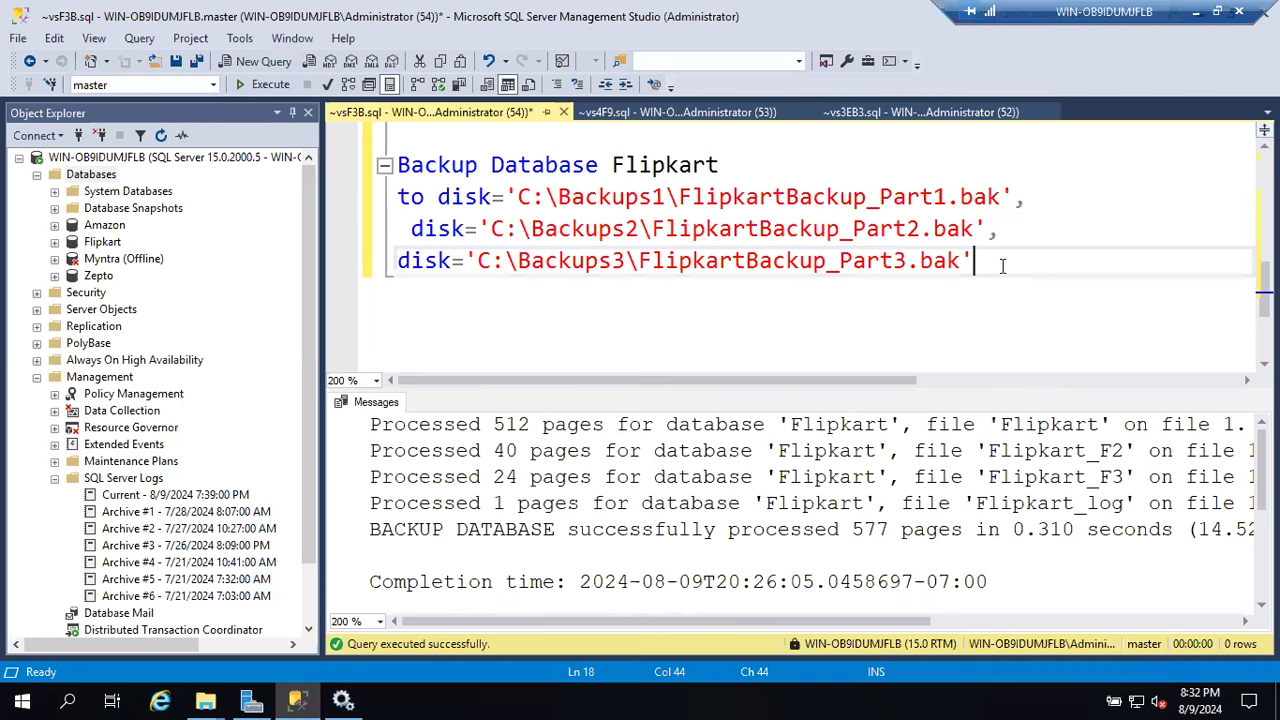 ~vsF3B.sql - WIN-OB9IDUMJFLB.master (WIN-OB9IDUMJFLB\Administrator (54))* - Microsoft SQL Server Management Studio (Administrator)
WIN-OB9IDUMJFLB
File Edit View Query Project Tools Window Help
New Query
MDX DMX XMLA DAX
master
Execute
Object Explorer
Connect
WIN-OB9IDUMJFLB (SQL Server 15.0.2000.5 - WIN-O
Databases
System Databases
Database Snapshots
Amazon
Flipkart
Myntra (Offline)
Zepto
Security
Server Objects
Replication
PolyBase
Always On High Availability
Management
Policy Management
Data Collection
Resource Governor
Extended Events
Maintenance Plans
SQL Server Logs
Current - 8/9/2024 7:39:00 PM
Archive #1 - 7/28/2024 8:07:00 AM
Archive #2 - 7/27/2024 10:27:00 AM
Archive #3 - 7/26/2024 8:09:00 PM
Archive #4 - 7/21/2024 10:41:00 AM
Archive #5 - 7/21/2024 7:32:00 AM
Archive #6 - 7/21/2024 7:03:00 AM
Database Mail
Distributed Transaction Coordinator
~vsF3B.sql - WIN-O...Administrator (54))* ~vs4F9.sql - WIN-O...Administrator (53)) ~vs3EB3.sql - WIN-...Administrator (52))
Backup Database Flipkart
to disk='C:\Backups1\FlipkartBackup_Part1.bak',
disk='C:\Backups2\FlipkartBackup_Part2.bak',
disk='C:\Backups3\FlipkartBackup_Part3.bak'
200 %
Messages
Processed 512 pages for database 'Flipkart', file 'Flipkart' on file 1.
Processed 40 pages for database 'Flipkart', file 'Flipkart_F2' on file 1
Processed 24 pages for database 'Flipkart', file 'Flipkart_F3' on file 1
Processed 1 pages for database 'Flipkart', file 'Flipkart_log' on file 1
BACKUP DATABASE successfully processed 577 pages in 0.310 seconds (14.52
Completion time: 2024-08-09T20:26:05.0458697-07:00
200 %
Query executed successfully. WIN-OB9IDUMJFLB (15.0 RTM) WIN-OB9IDUMJFLB\Admini... master 00:00:00 0 rows
Ready Ln 18 Col 44 Ch 44 INS
8:32 PM
8/9/2024